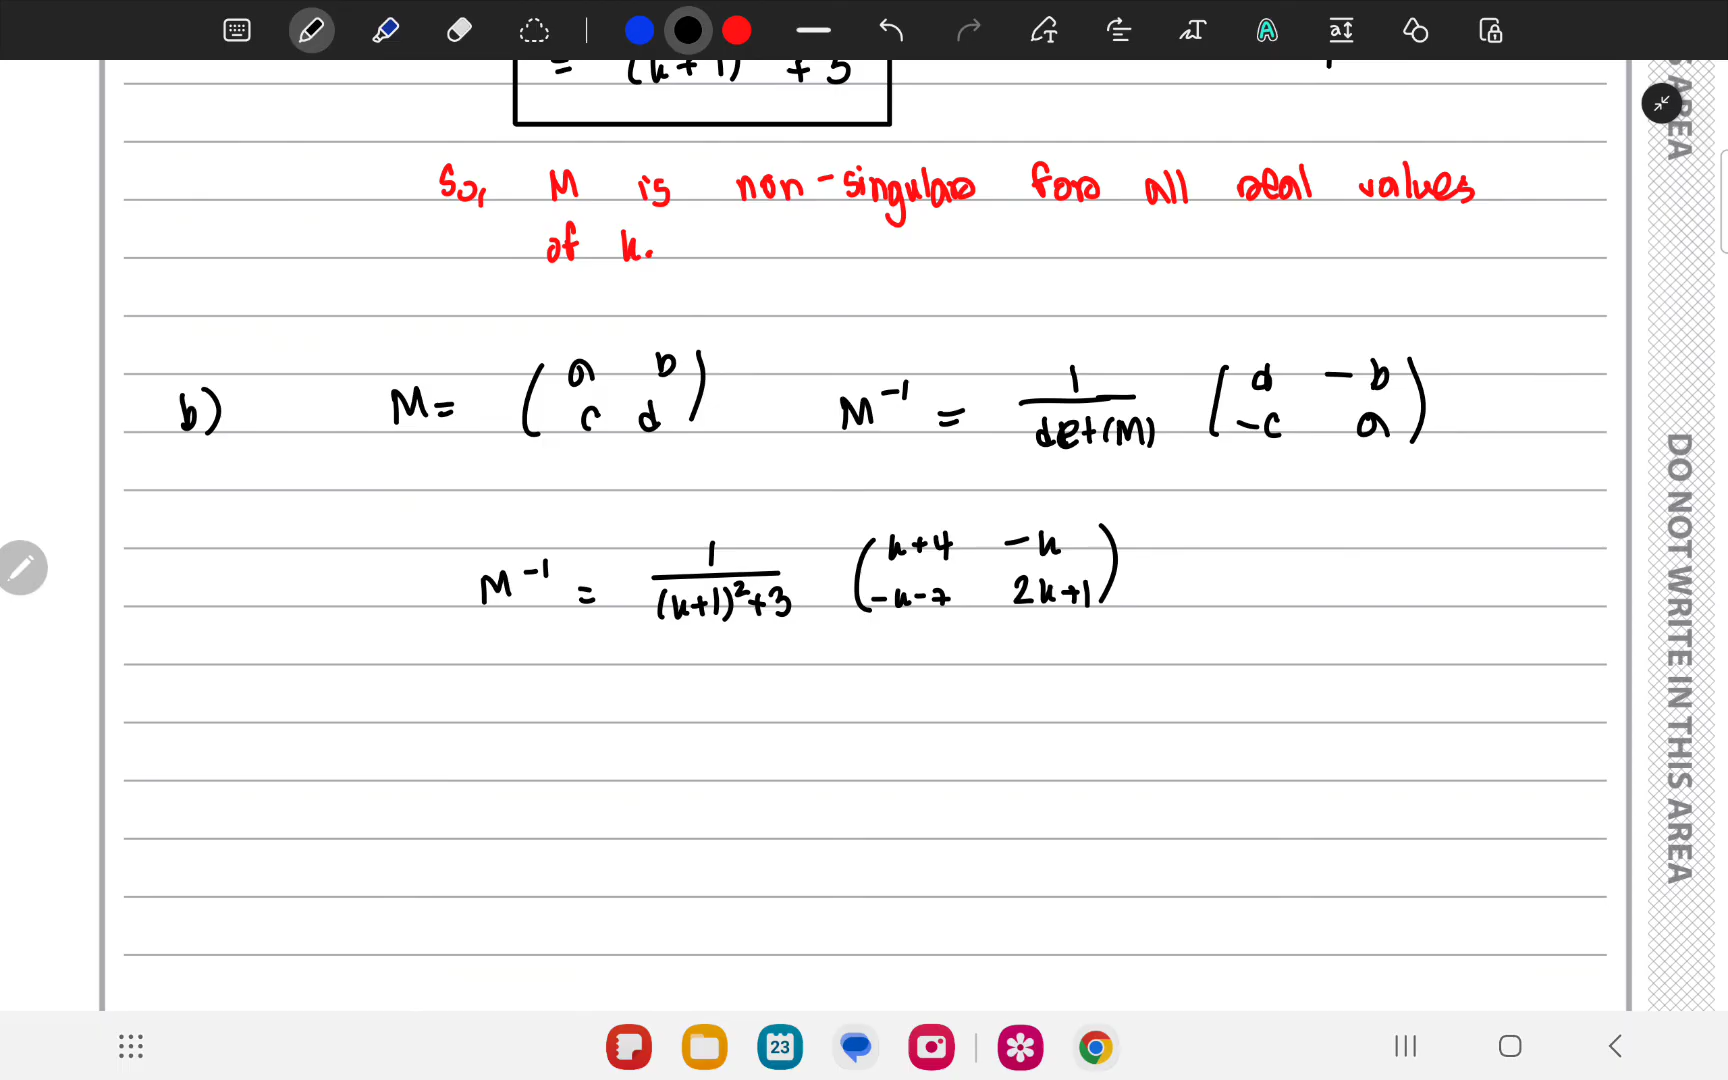 = (k+1) + 3
So, M is non-singular for all real values
of k.
b) M = ( a b c d ) M⁻¹ = 1/det(M) ( d -b -c a )
M⁻¹ = 1/(k+1)²+3 ( k+4 -k -k-7 2k+1 )
S AREA
DO NOT WRITE IN THIS AREA
23